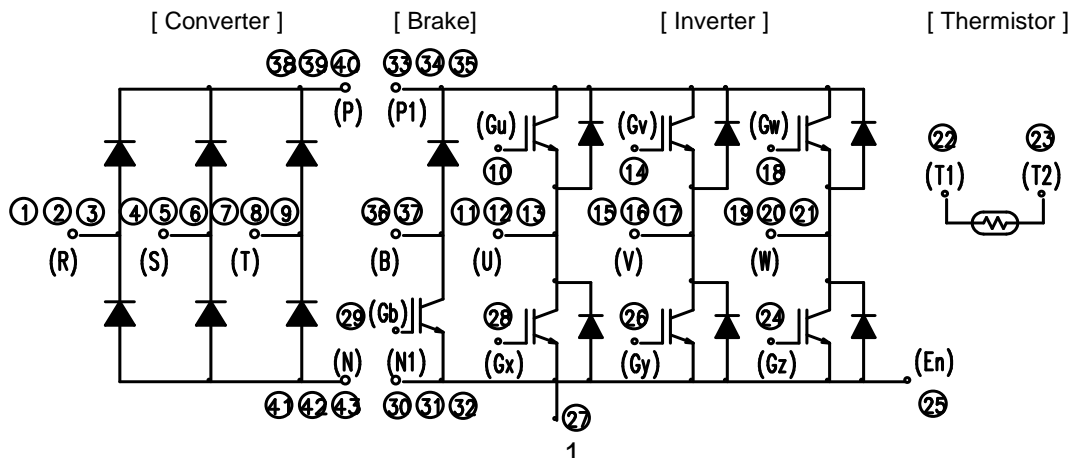 [ Converter ] [ Brake] [ Inverter ] [ Thermistor ]
38 39 40 33 34 35
(P) (P1) (Gu) (Gv) (Gw) 22 23
10 14 18 (T1) (T2)
1 2 3 4 5 6 7 8 9 36 37 11 12 13 15 16 17 19 20 21
(R) (S) (T) (B) (U) (V) (W)
29 (Gb) 28 26 24
(N) (N1) (Gx) (Gy) (Gz) (En)
41 42 43 30 31 32 27 25
1